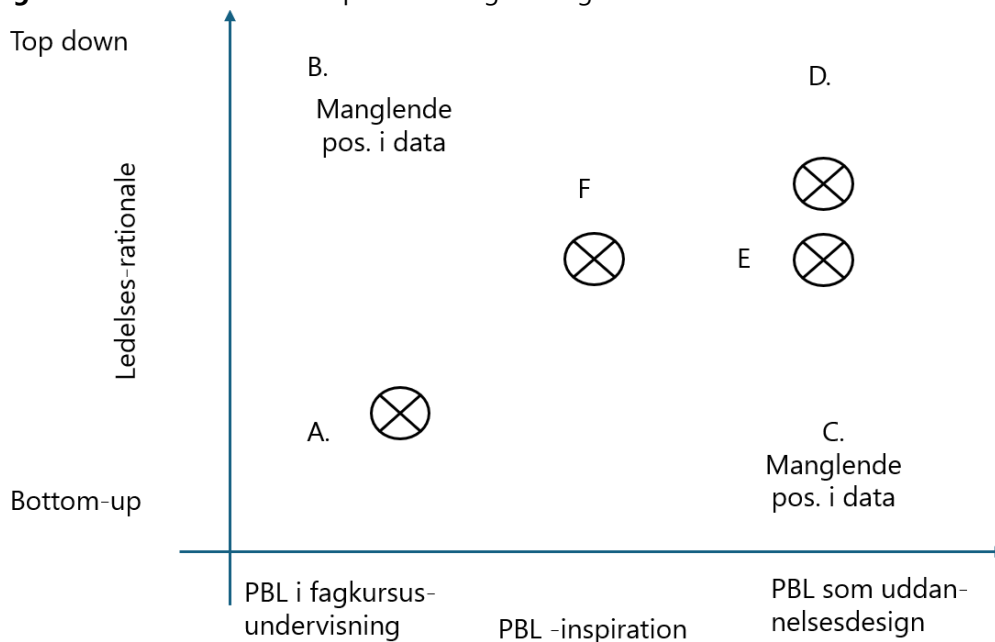 Top down
B.
D.
Manglende
pos. i data
F
Ledelses-rationale
E
A.
C.
Manglende
pos. i data
Bottom-up
PBL i fagkursus-
undervisning
PBL -inspiration
PBL som uddan-
nelsesdesign